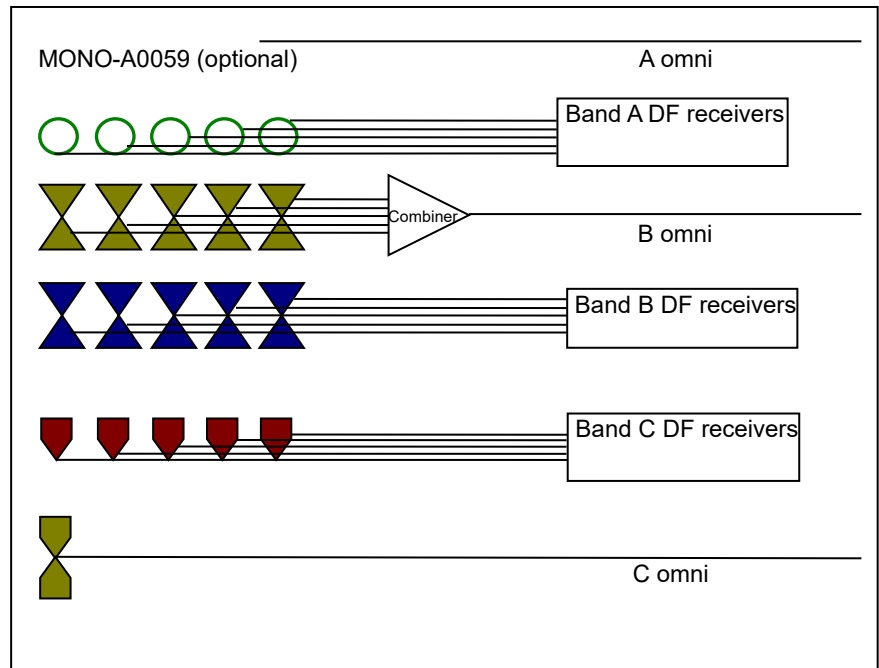 MONO-A0059 (optional)
A omni
Band A DF receivers
Combiner
B omni
Band B DF receivers
Band C DF receivers
C omni